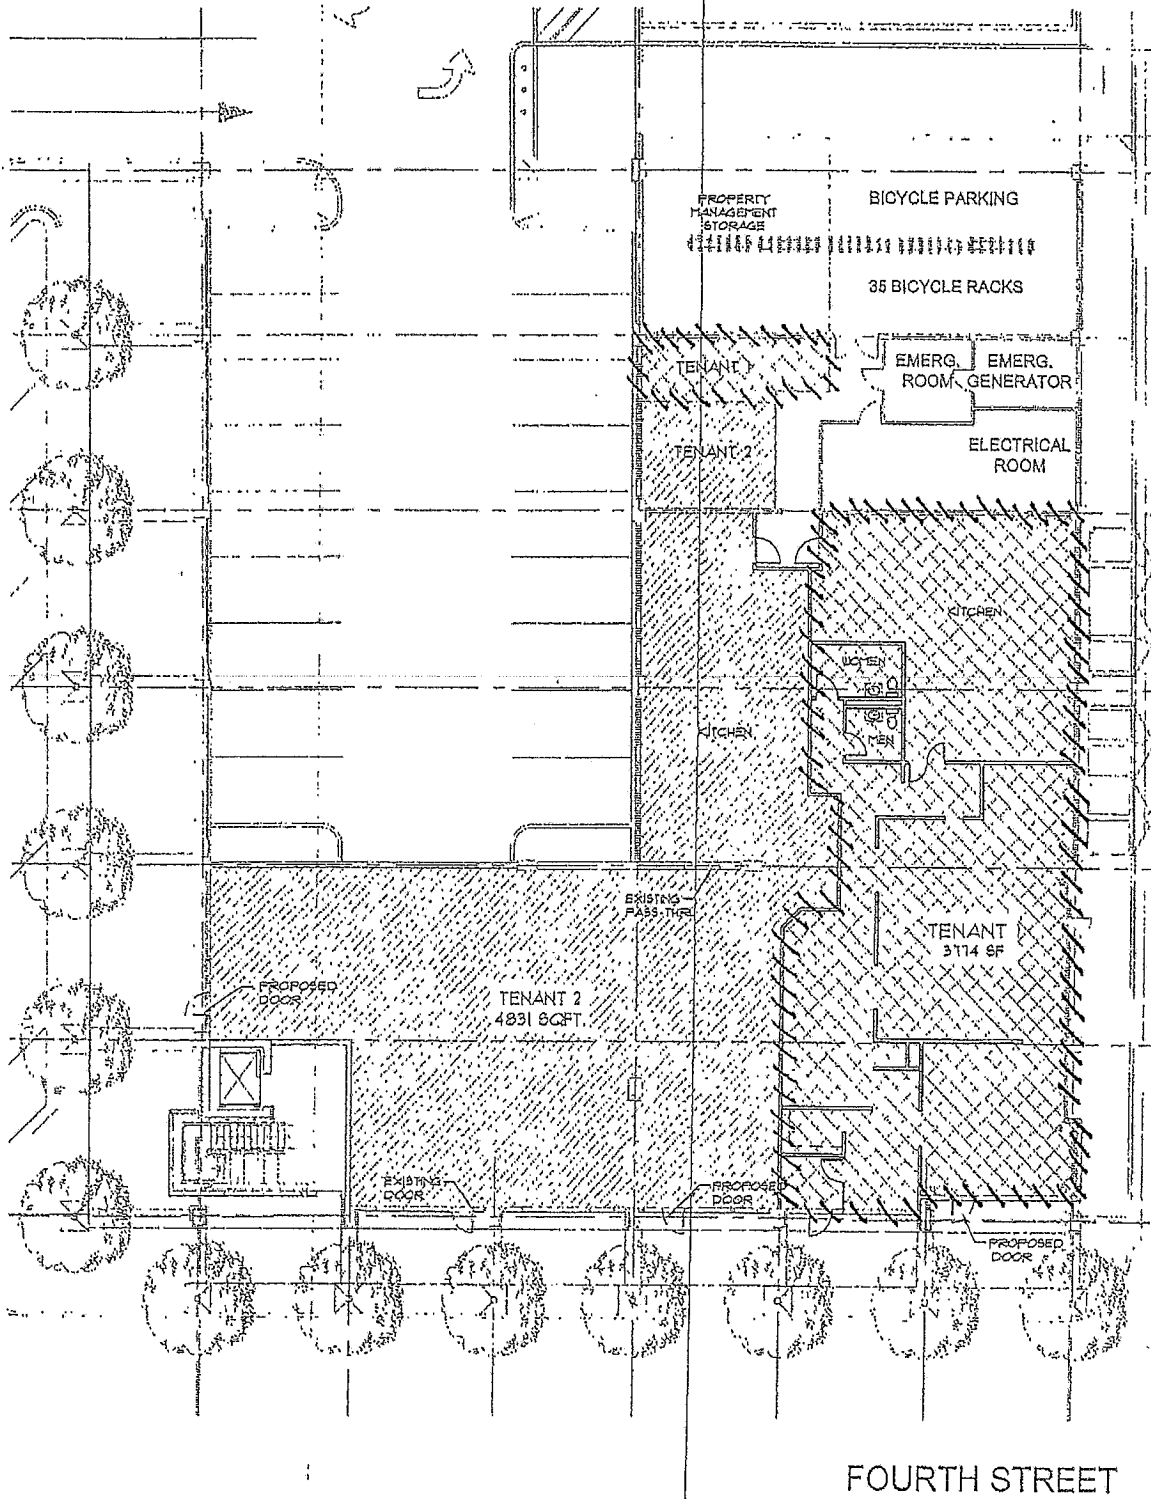 PROPERTY
MANAGEMENT
STORAGE
BICYCLE PARKING
35 BICYCLE RACKS
TENANT 1
EMERG.
ROOM
EMERG.
GENERATOR
TENANT 2
ELECTRICAL
ROOM
KITCHEN
WOMEN
MEN
KITCHEN
EXISTING
PASS-THRU
TENANT 1
3774 SF
PROPOSED
DOOR
TENANT 2
4831 SQFT.
EXISTING
DOOR
PROPOSED
DOOR
PROPOSED
DOOR
FOURTH STREET